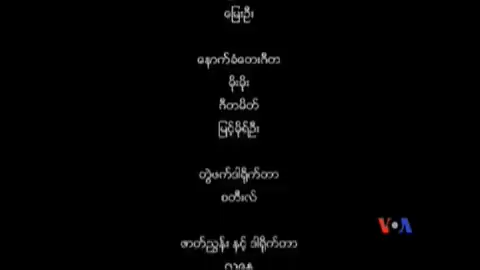 မြေဦး
နောက်ခံတေးဂီတ
မိုးမိုး
ဂီတမိတ်
မြင့်မိုရ်ဦး
တွဲဖက်ဒါရိုက်တာ
စတီးလ်
VOA
ဇာတ်ညွှန်း နှင့် ဒါရိုက်တာ